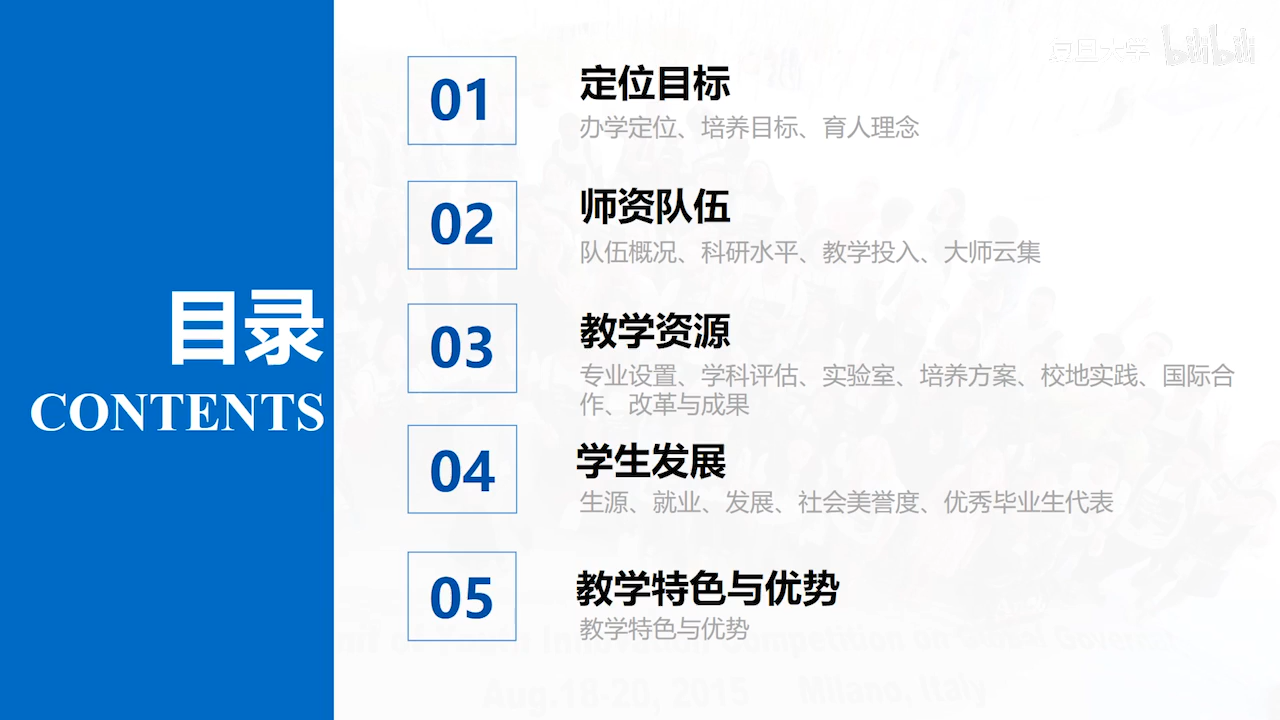 复旦大学 bilibili
目录
CONTENTS
01
定位目标
办学定位、培养目标、育人理念
02
师资队伍
队伍概况、科研水平、教学投入、大师云集
03
教学资源
专业设置、学科评估、实验室、培养方案、校地实践、国际合
作、改革与成果
04
学生发展
生源、就业、发展、社会美誉度、优秀毕业生代表
05
教学特色与优势
教学特色与优势
Innovation Competition on Global Governan
Aug.18-20, 2015 Milano, Italy